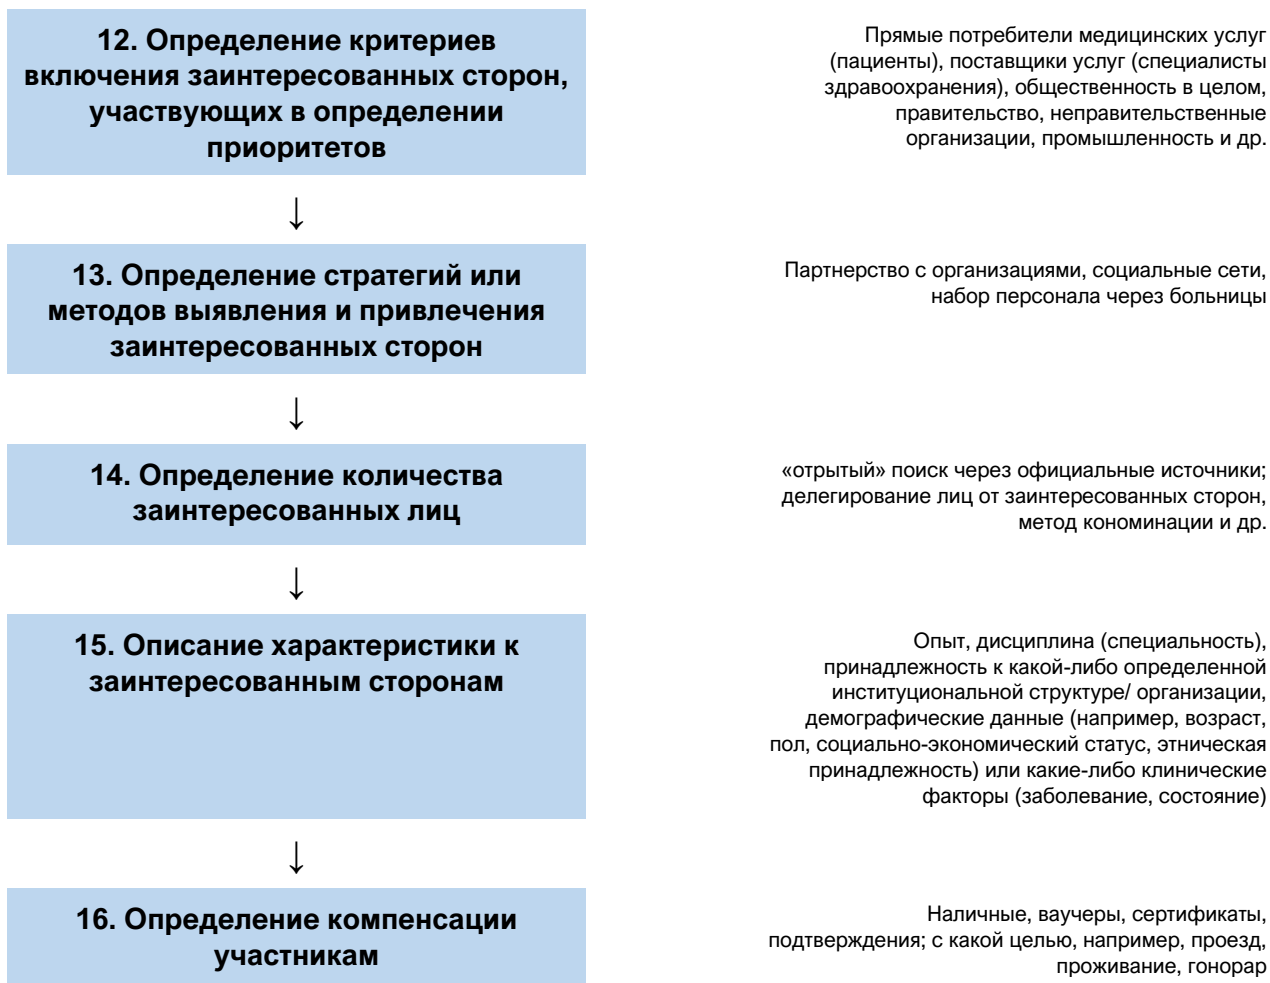 12. Определение критериев
включения заинтересованных сторон,
участвующих в определении
приоритетов
Прямые потребители медицинских услуг
(пациенты), поставщики услуг (специалисты
здравоохранения), общественность в целом,
правительство, неправительственные
организации, промышленность и др.
↓
13. Определение стратегий или
методов выявления и привлечения
заинтересованных сторон
Партнерство с организациями, социальные сети,
набор персонала через больницы
↓
14. Определение количества
заинтересованных лиц
«отрытый» поиск через официальные источники;
делегирование лиц от заинтересованных сторон,
метод кономинации и др.
↓
15. Описание характеристики к
заинтересованным сторонам
Опыт, дисциплина (специальность),
принадлежность к какой-либо определенной
институциональной структуре/ организации,
демографические данные (например, возраст,
пол, социально-экономический статус, этническая
принадлежность) или какие-либо клинические
факторы (заболевание, состояние)
↓
16. Определение компенсации
участникам
Наличные, ваучеры, сертификаты,
подтверждения; с какой целью, например, проезд,
проживание, гонорар